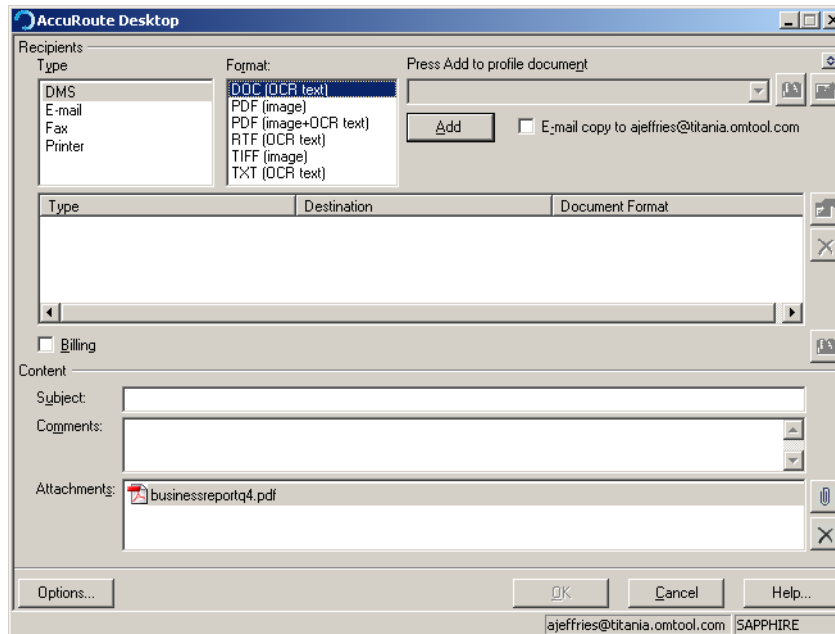 AccuRoute Desktop
Recipients
Type
Format:
Press Add to profile document
DMS
E-mail
Fax
Printer
DOC (OCR text)
PDF (image)
PDF (image+OCR text)
RTF (OCR text)
TIFF (image)
TXT (OCR text)
Add
E-mail copy to ajeffries@titania.omtool.com
Type Destination Document Format
Billing
Content
Subject:
Comments:
Attachments:
businessreportq4.pdf
Options... OK Cancel Help...
ajeffries@titania.omtool.com SAPPHIRE